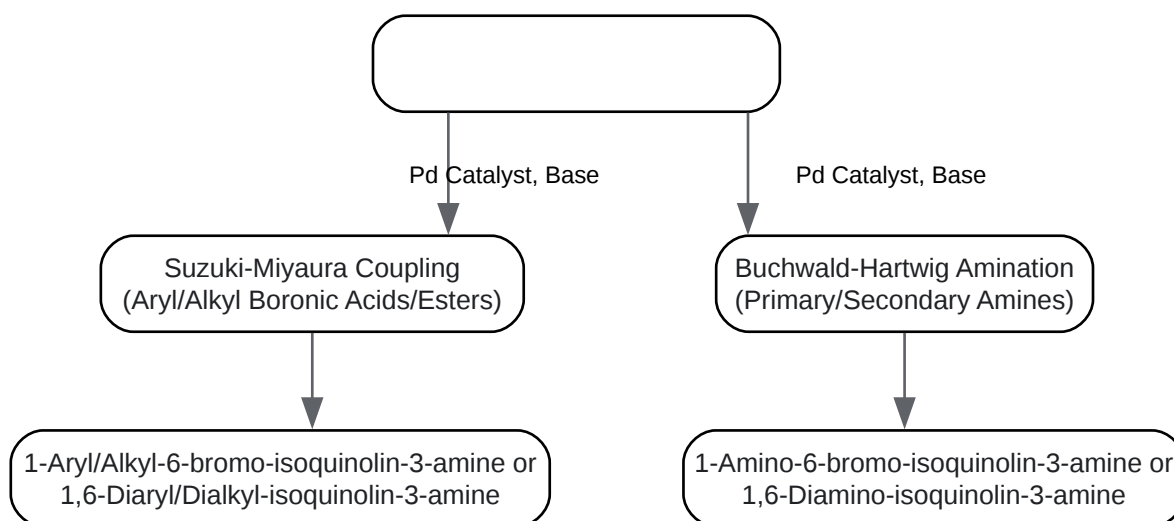 Pd Catalyst, Base
Pd Catalyst, Base
Suzuki-Miyaura Coupling
(Aryl/Alkyl Boronic Acids/Esters)
Buchwald-Hartwig Amination
(Primary/Secondary Amines)
1-Aryl/Alkyl-6-bromo-isoquinolin-3-amine or
1,6-Diaryl/Dialkyl-isoquinolin-3-amine
1-Amino-6-bromo-isoquinolin-3-amine or
1,6-Diamino-isoquinolin-3-amine